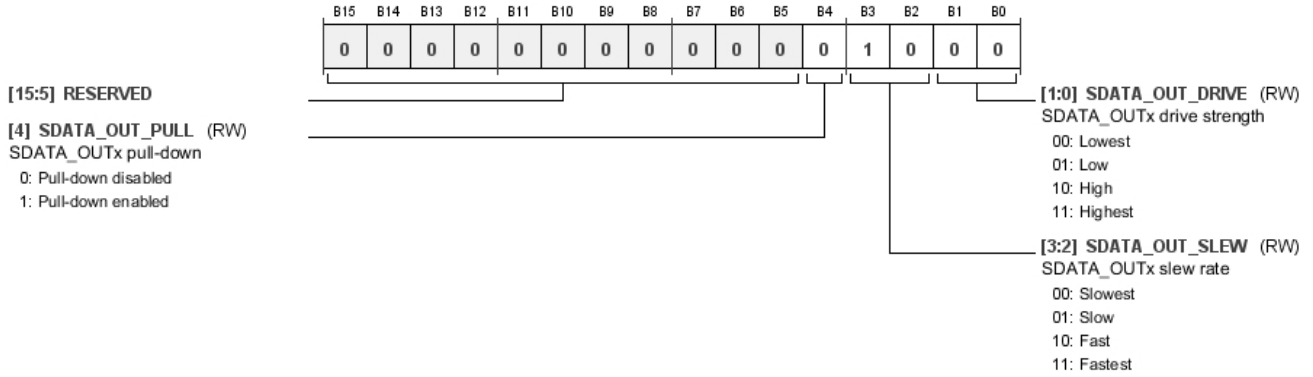 B15 B14 B13 B12 B11 B10 B9 B8 B7 B6 B5 B4 B3 B2 B1 B0
0 0 0 0 0 0 0 0 0 0 0 0 1 0 0 0
[15:5] RESERVED
[4] SDATA_OUT_PULL (RW)
SDATA_OUTx pull-down
0: Pull-down disabled
1: Pull-down enabled
[1:0] SDATA_OUT_DRIVE (RW)
SDATA_OUTx drive strength
00: Lowest
01: Low
10: High
11: Highest
[3:2] SDATA_OUT_SLEW (RW)
SDATA_OUTx slew rate
00: Slowest
01: Slow
10: Fast
11: Fastest